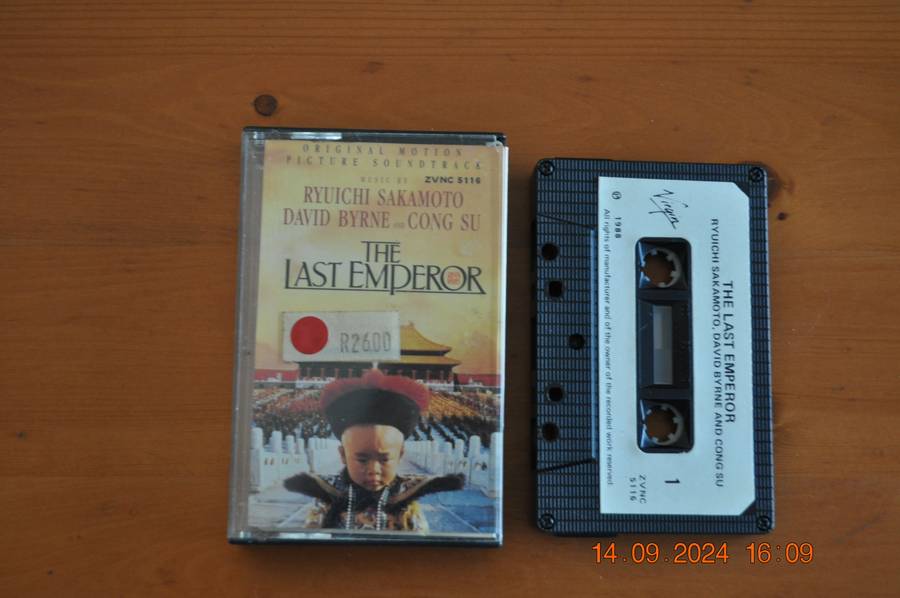 ORIGINAL MOTION
PICTURE SOUNDTRACK
MUSIC BY ZVNC 5116
RYUICHI SAKAMOTO
DAVID BYRNE AND CONG SU
THE
LAST EMPEROR
R26.00
Virgin
℗ 1988
THE LAST EMPEROR
RYUICHI SAKAMOTO, DAVID BYRNE AND CONG SU
1
ZVNC
5116
All rights of manufacturer and of the owner of the recorded work reserved
14.09.2024 16:09